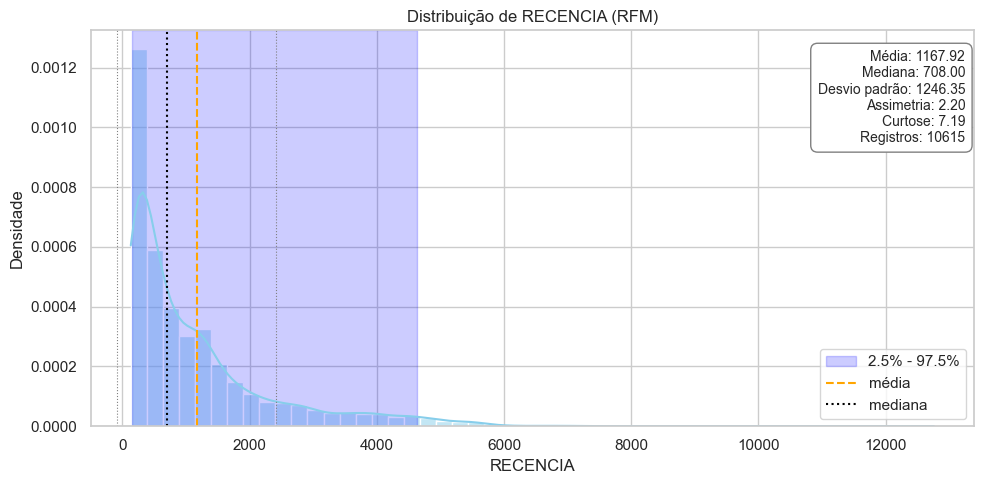 Distribuição de RECENCIA (RFM)
Média: 1167.92
Mediana: 708.00
Desvio padrão: 1246.35
Assimetria: 2.20
Curtose: 7.19
Registros: 10615
Densidade
0.0012
0.0010
0.0008
0.0006
0.0004
0.0002
0.0000
2.5% - 97.5%
média
mediana
0 2000 4000 6000 8000 10000 12000
RECENCIA